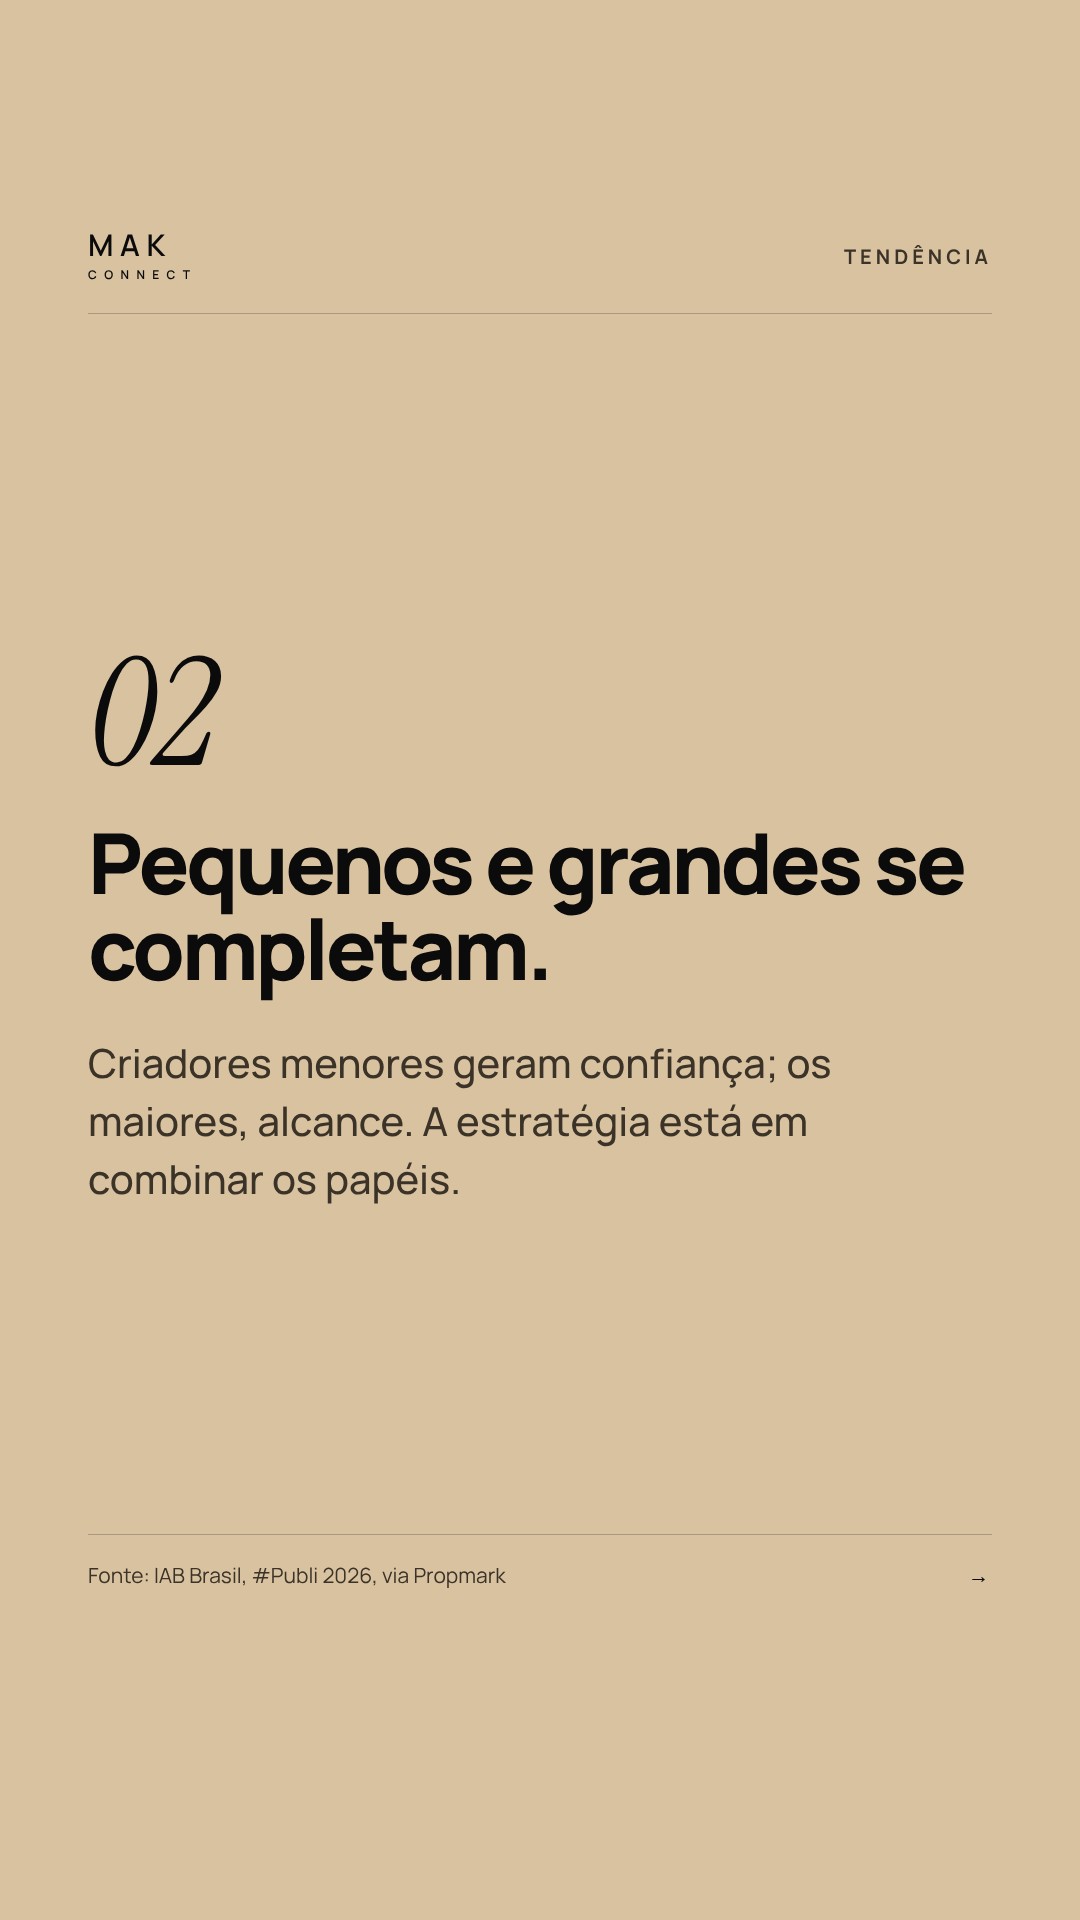 MAK
CONNECT
TENDÊNCIA
02
Pequenos e grandes se
completam.
Criadores menores geram confiança; os
maiores, alcance. A estratégia está em
combinar os papéis.
Fonte: IAB Brasil, #Publi 2026, via Propmark
→